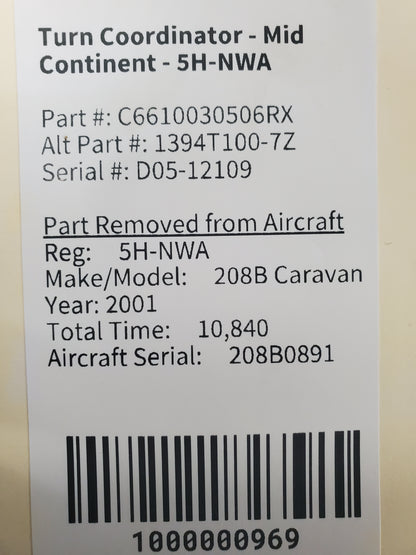 Turn Coordinator - Mid
Continent - 5H-NWA
Part #: C6610030506RX
Alt Part #: 1394T100-7Z
Serial #: D05-12109
Part Removed from Aircraft
Reg: 5H-NWA
Make/Model: 208B Caravan
Year: 2001
Total Time: 10,840
Aircraft Serial: 208B0891
1000000969